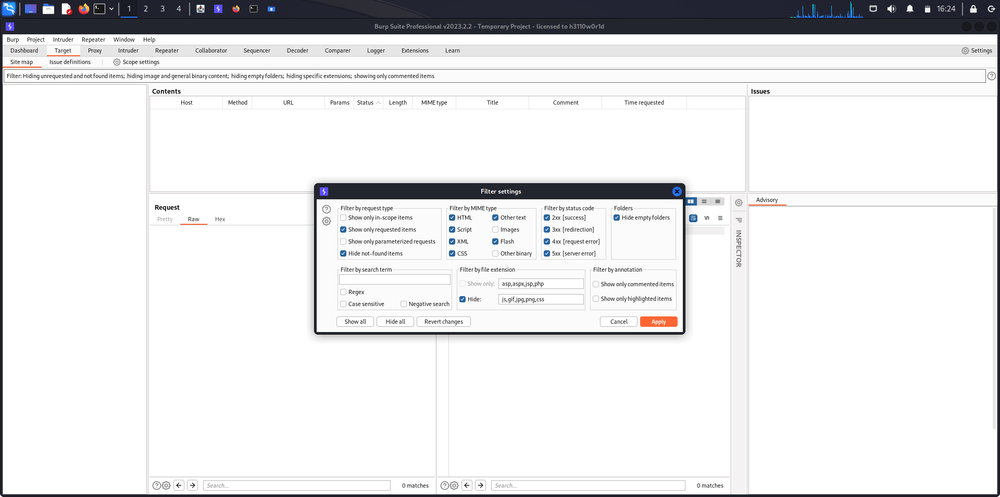 1 2 3 4 16:24
Burp Suite Professional v2023.2.2 - Temporary Project - licensed to h3110w0r1d
Burp Project Intruder Repeater Window Help
Dashboard Target Proxy Intruder Repeater Collaborator Sequencer Decoder Comparer Logger Extensions Learn Settings
Site map Issue definitions Scope settings
Filter: Hiding unrequested and not found items; hiding image and general binary content; hiding empty folders; hiding specific extensions; showing only commented items
Contents
Issues
Host Method URL Params Status Length MIME type Title Comment Time requested
Request
Pretty Raw Hex
\n
INSPECTOR
Advisory
Filter settings
Filter by request type
Show only in-scope items
Show only requested items
Show only parameterized requests
Hide not-found items
Filter by MIME type
HTML Other text
Script Images
XML Flash
CSS Other binary
Filter by status code
2xx [success]
3xx [redirection]
4xx [request error]
5xx [server error]
Folders
Hide empty folders
Filter by search term
Regex
Case sensitive Negative search
Filter by file extension
Show only: asp,aspx,jsp,php
Hide: js,gif,jpg,png,css
Filter by annotation
Show only commented items
Show only highlighted items
Show all Hide all Revert changes Cancel Apply
Search... 0 matches
Search... 0 matches